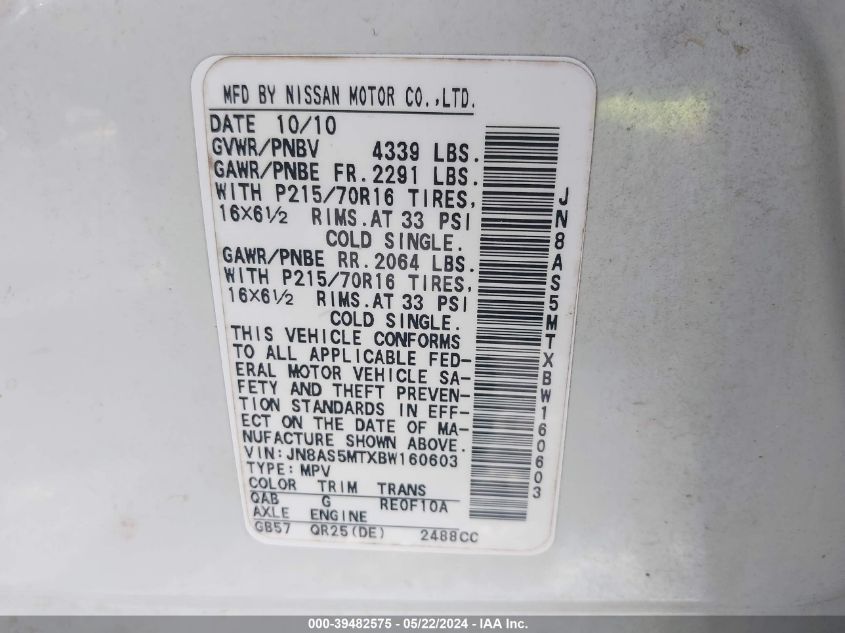 MFD BY NISSAN MOTOR CO.,LTD.
DATE 10/10
GVWR/PNBV 4339 LBS.
GAWR/PNBE FR.2291 LBS.
WITH P215/70R16 TIRES,
16X6½ RIMS.AT 33 PSI
COLD SINGLE.
GAWR/PNBE RR.2064 LBS.
WITH P215/70R16 TIRES,
16X6½ RIMS.AT 33 PSI
COLD SINGLE.
THIS VEHICLE CONFORMS
TO ALL APPLICABLE FED-
ERAL MOTOR VEHICLE SA-
FETY AND THEFT PREVEN-
TION STANDARDS IN EFF-
ECT ON THE DATE OF MA-
NUFACTURE SHOWN ABOVE.
VIN:JN8AS5MTXBW160603
TYPE:MPV
COLOR TRIM TRANS
QAB G RE0F10A
AXLE ENGINE
GB57 QR25(DE) 2488CC
JN8AS5MTXBW160603
000-39482575 - 05/22/2024 - IAA Inc.